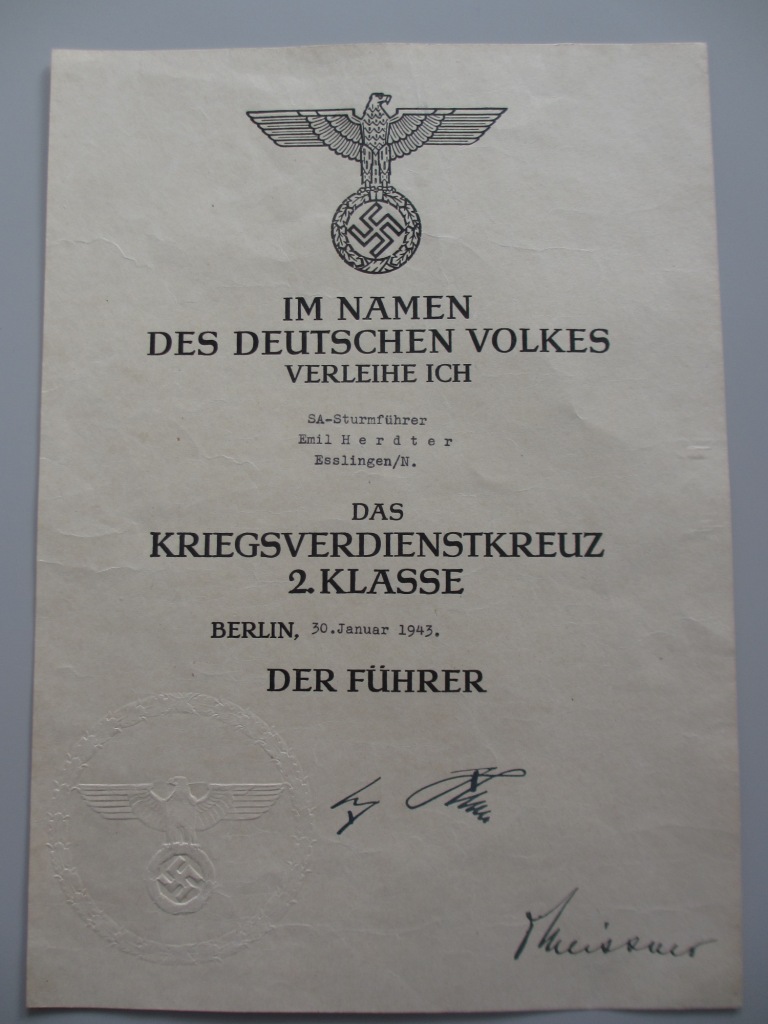 IM NAMEN
DES DEUTSCHEN VOLKES
VERLEIHE ICH
SA-Sturmführer
Emil H e r d t e r
Esslingen/N.
DAS
KRIEGSVERDIENSTKREUZ
2. KLASSE
BERLIN, 30.Januar 1943.
DER FÜHRER
Meissner